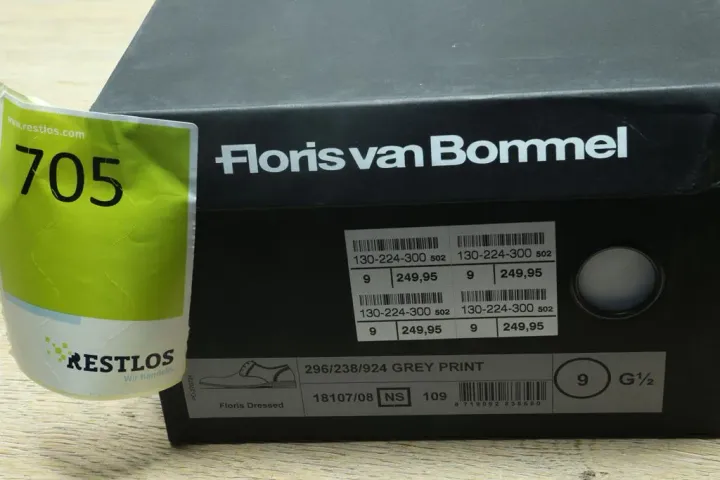 www.restlos.com
705
RESTLOS
Floris van Bommel
130-224-300 502 130-224-300 502
9 249,95 9 249,95
130-224-300 502 130-224-300 502
9 249,95 9 249,95
296/238/924 GREY PRINT
Floris Dressed
18107/08 NS 109
9 G½